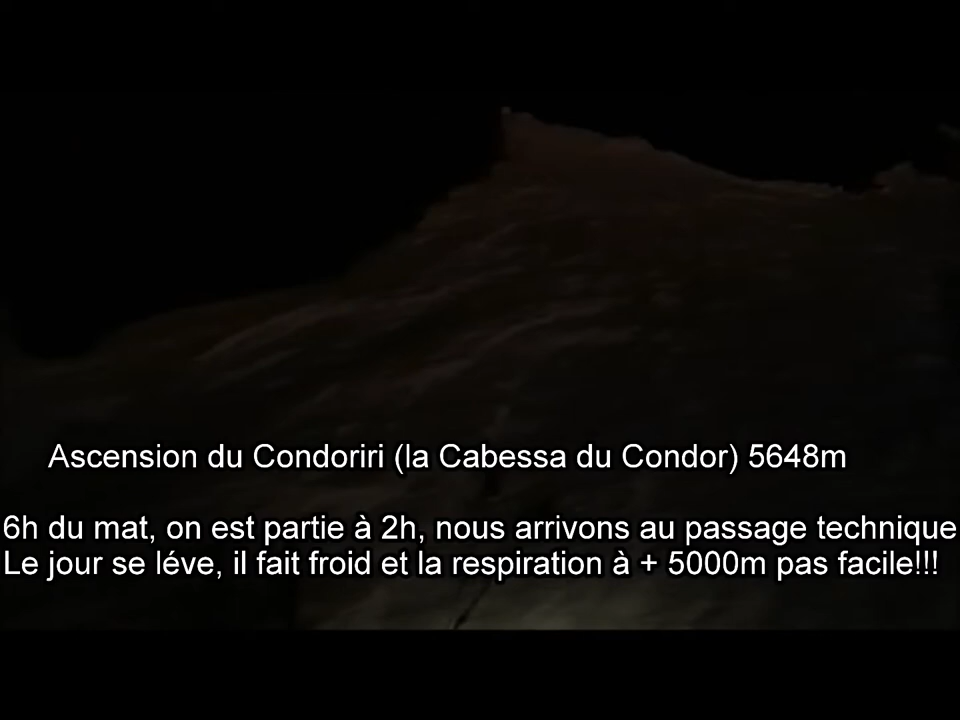 Ascension du Condoriri (la Cabessa du Condor) 5648m
6h du mat, on est partie à 2h, nous arrivons au passage technique
Le jour se léve, il fait froid et la respiration à + 5000m pas facile!!!